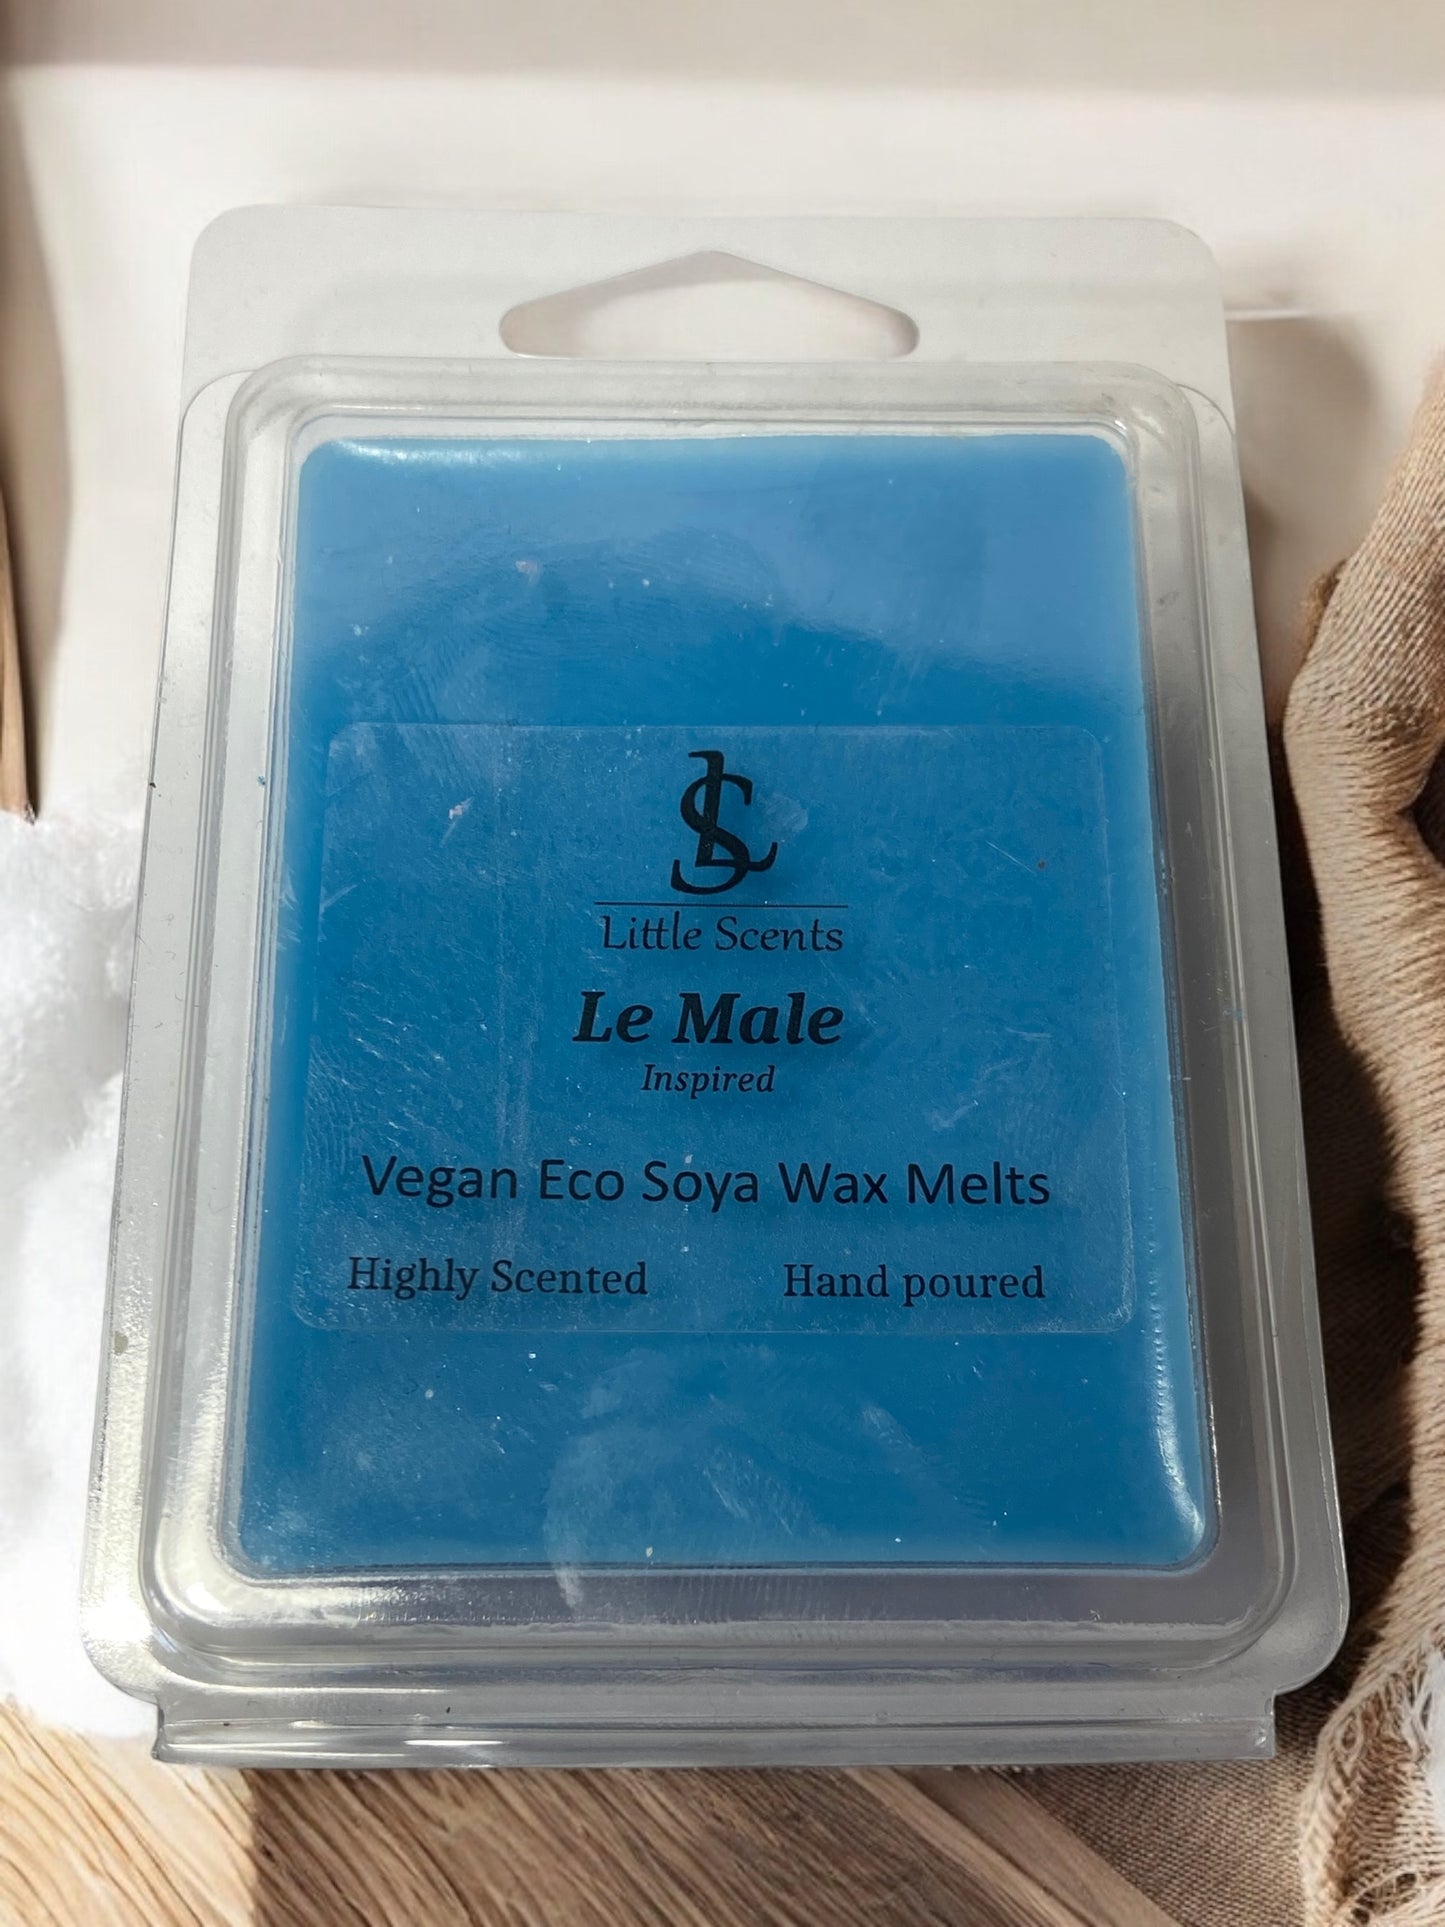 LS
Little Scents
Le Male
Inspired
Vegan Eco Soya Wax Melts
Highly Scented Hand poured